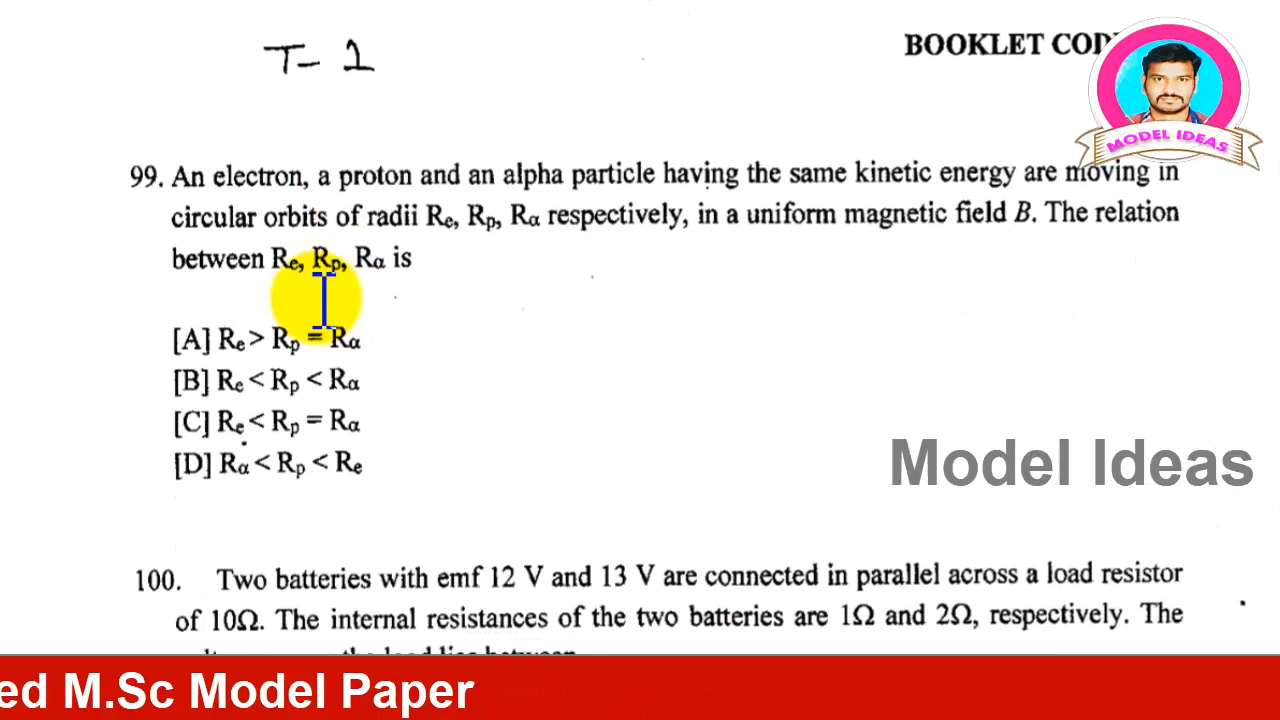 T- 1
BOOKLET COD
MODEL IDEAS
99. An electron, a proton and an alpha particle having the same kinetic energy are moving in
circular orbits of radii Re, Rp, Rα respectively, in a uniform magnetic field B. The relation
between Re, Rp, Rα is
[A] Re > Rp = Rα
[B] Re < Rp < Rα
[C] Re < Rp = Rα
[D] Rα < Rp < Re
Model Ideas
100. Two batteries with emf 12 V and 13 V are connected in parallel across a load resistor
of 10Ω. The internal resistances of the two batteries are 1Ω and 2Ω, respectively. The
ed M.Sc Model Paper